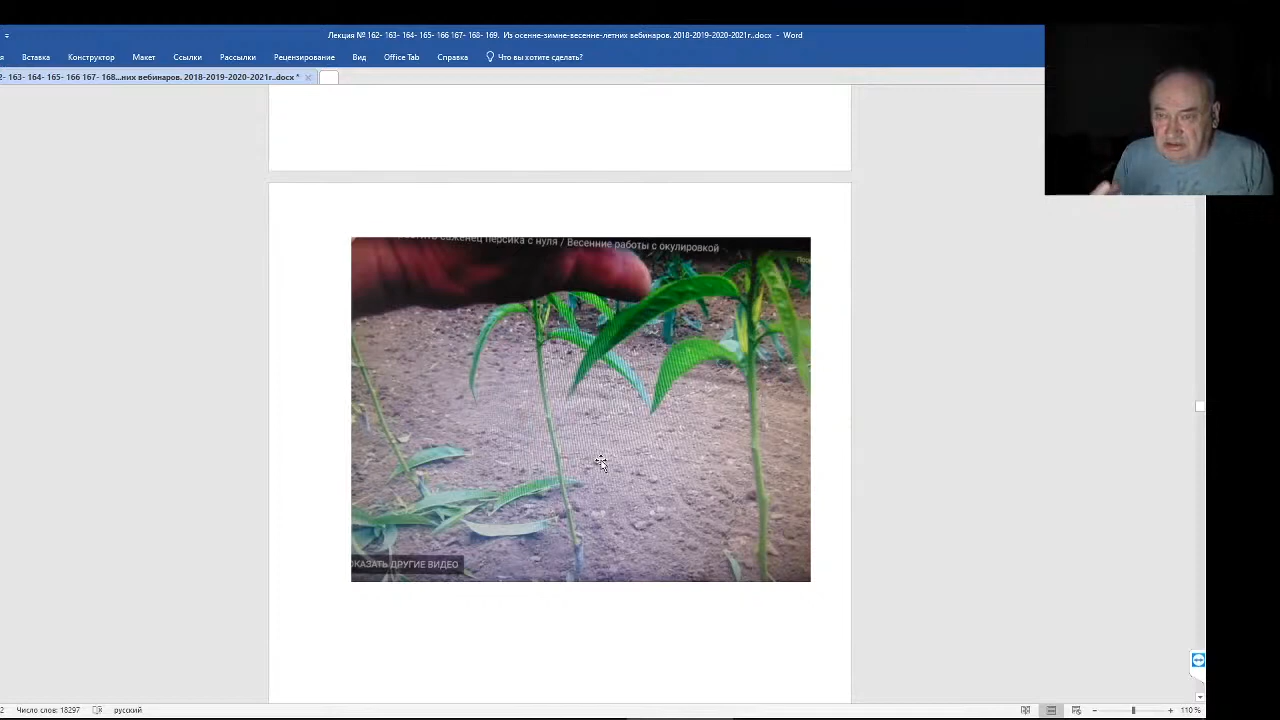 Лекция № 162- 163- 164- 165- 166 167- 168- 169. Из осенне-зимне-весенне-летних вебинаров. 2018-2019-2020-2021г..docx - Word
Вставка Конструктор Макет Ссылки Рассылки Рецензирование Вид Office Tab Справка Что вы хотите сделать?
2- 163- 164- 165- 166 167- 168...них вебинаров. 2018-2019-2020-2021г..docx *
саженец персика с нуля / Весенние работы с окулировкой
ОКАЗАТЬ ДРУГИЕ ВИДЕО
2 Число слов: 18297 русский 110 %